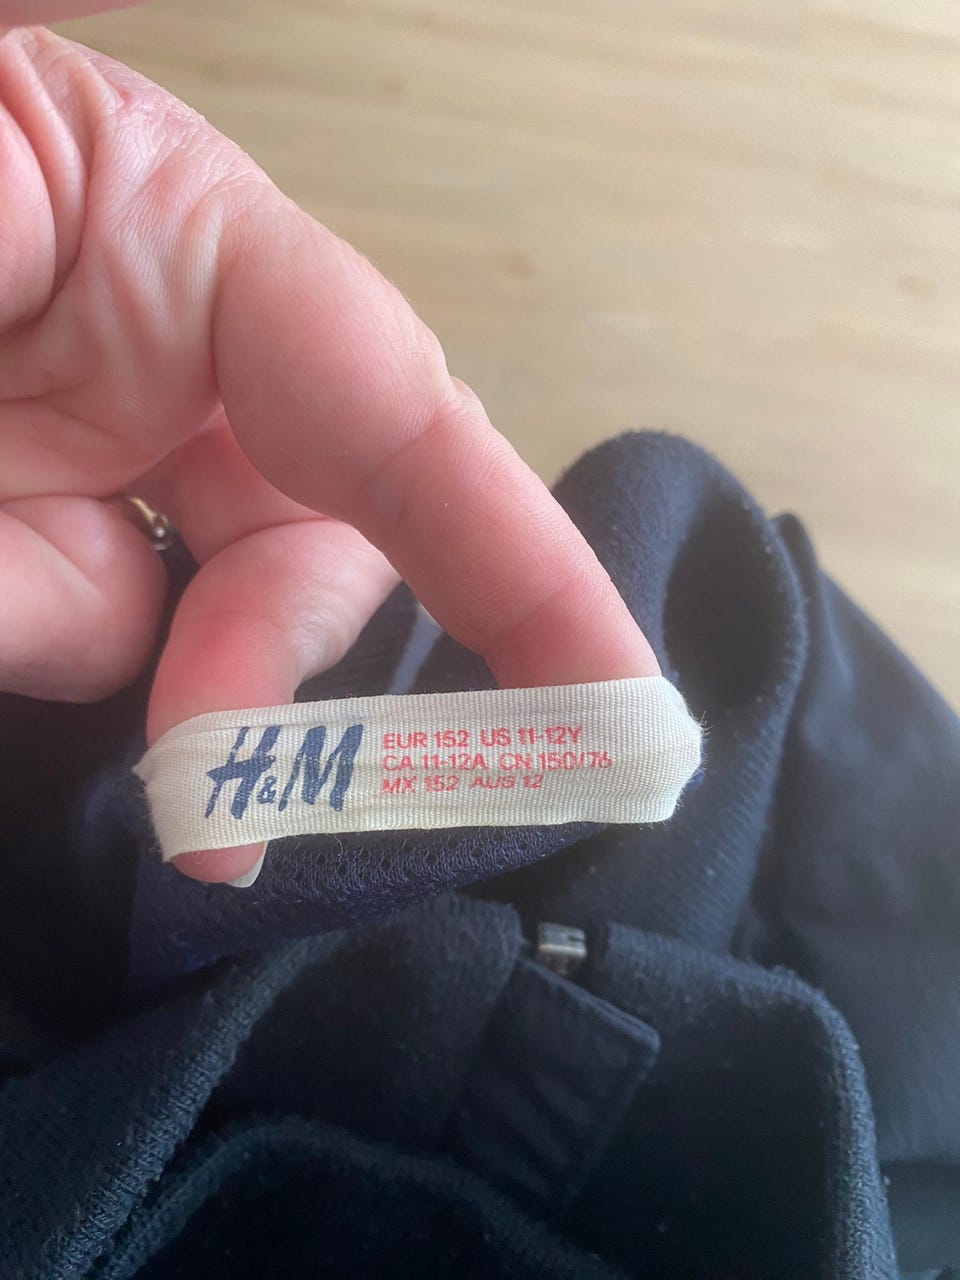 H&M
EUR 152 US 11-12Y
CA 11-12A CN 150/76
MX 152 AUS 12